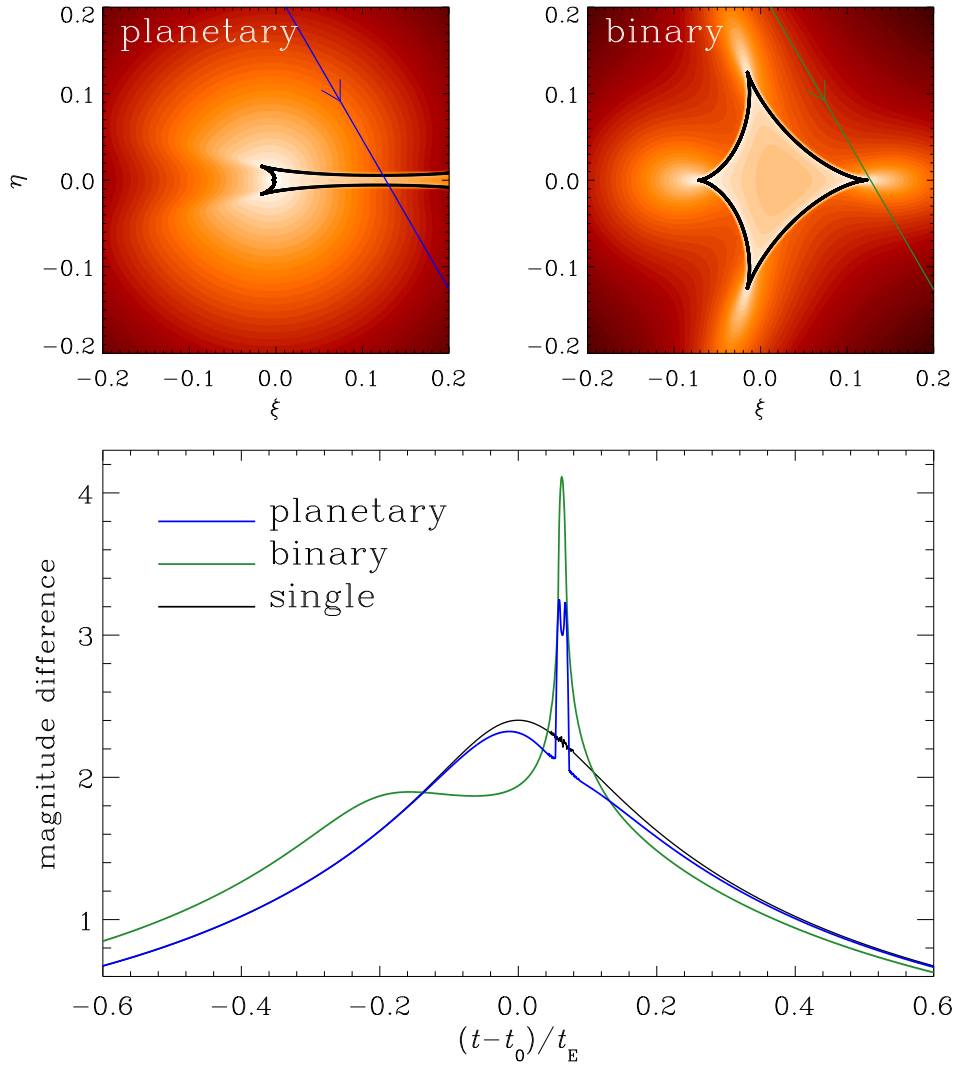 planetary
0.2
0.1
0.0
−0.1
−0.2
η
−0.2 −0.1 0.0 0.1 0.2
ξ
binary
0.2
0.1
0.0
−0.1
−0.2
−0.2 −0.1 0.0 0.1 0.2
ξ
planetary
binary
single
4
3
2
1
magnitude difference
−0.6 −0.4 −0.2 0.0 0.2 0.4 0.6
(t−t₀)/t_E